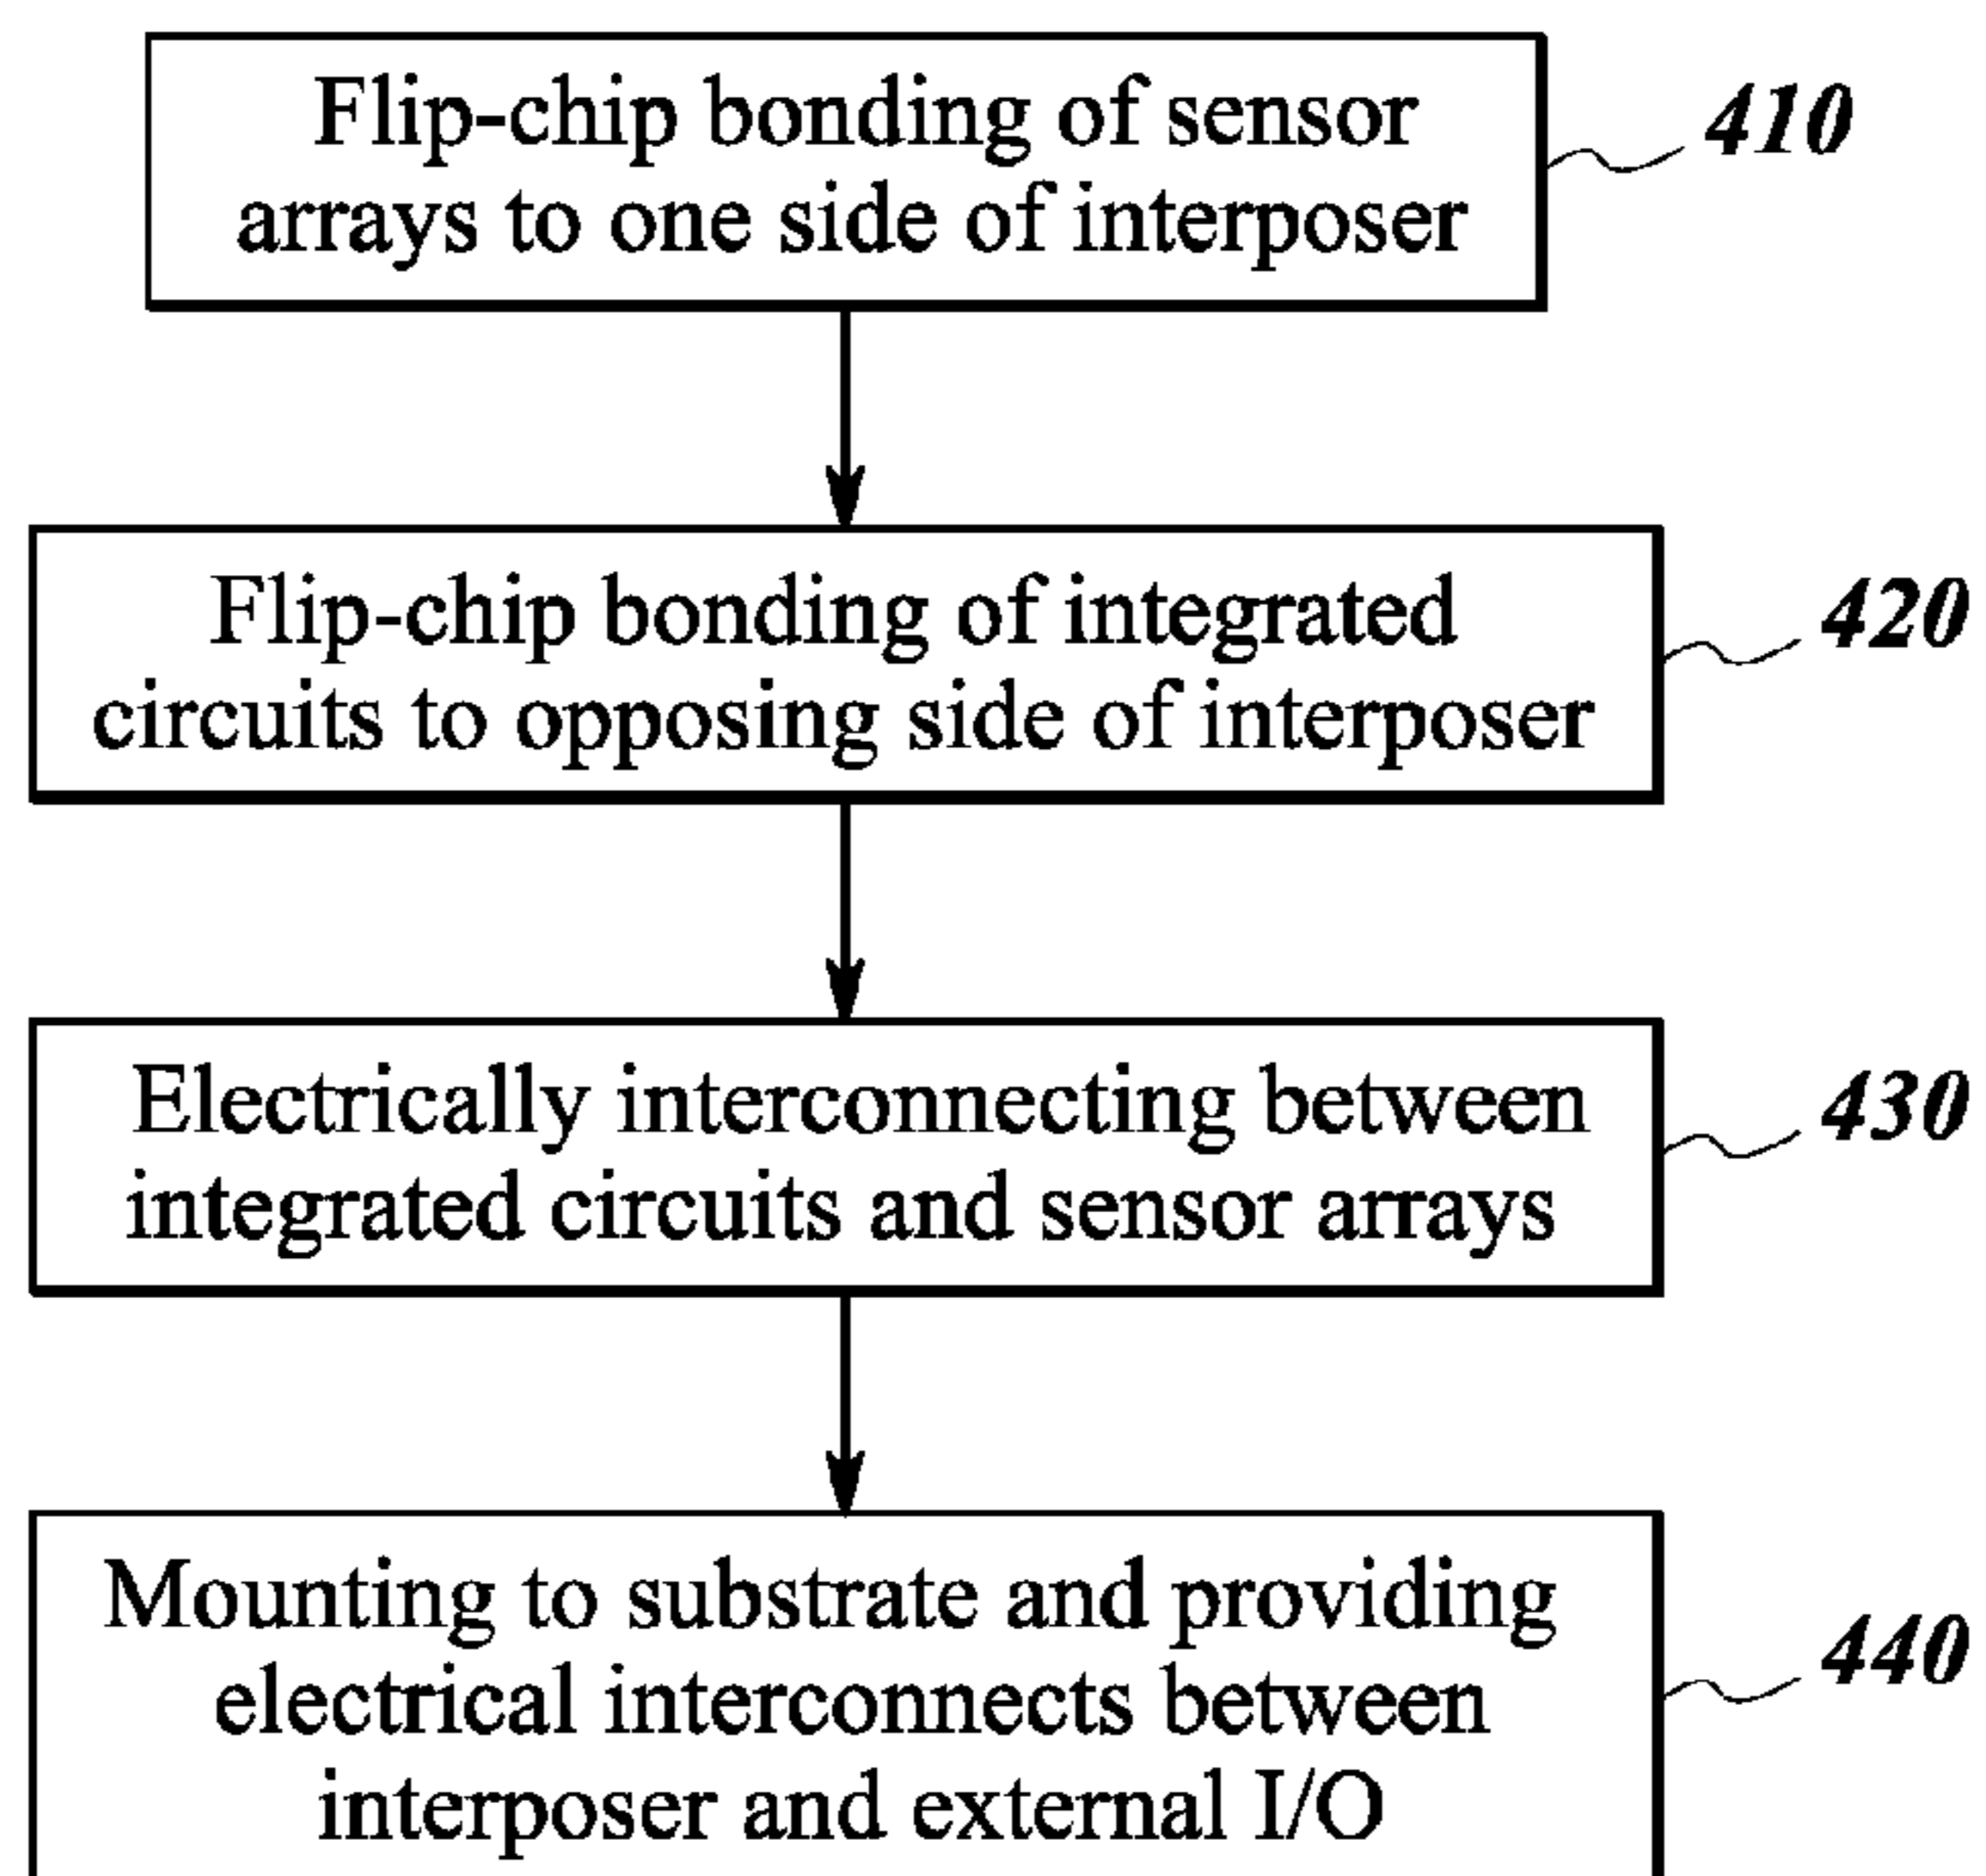 Flip-chip bonding of sensor
arrays to one side of interposer
410
Flip-chip bonding of integrated
circuits to opposing side of interposer
420
Electrically interconnecting between
integrated circuits and sensor arrays
430
Mounting to substrate and providing
electrical interconnects between
interposer and external I/O
440